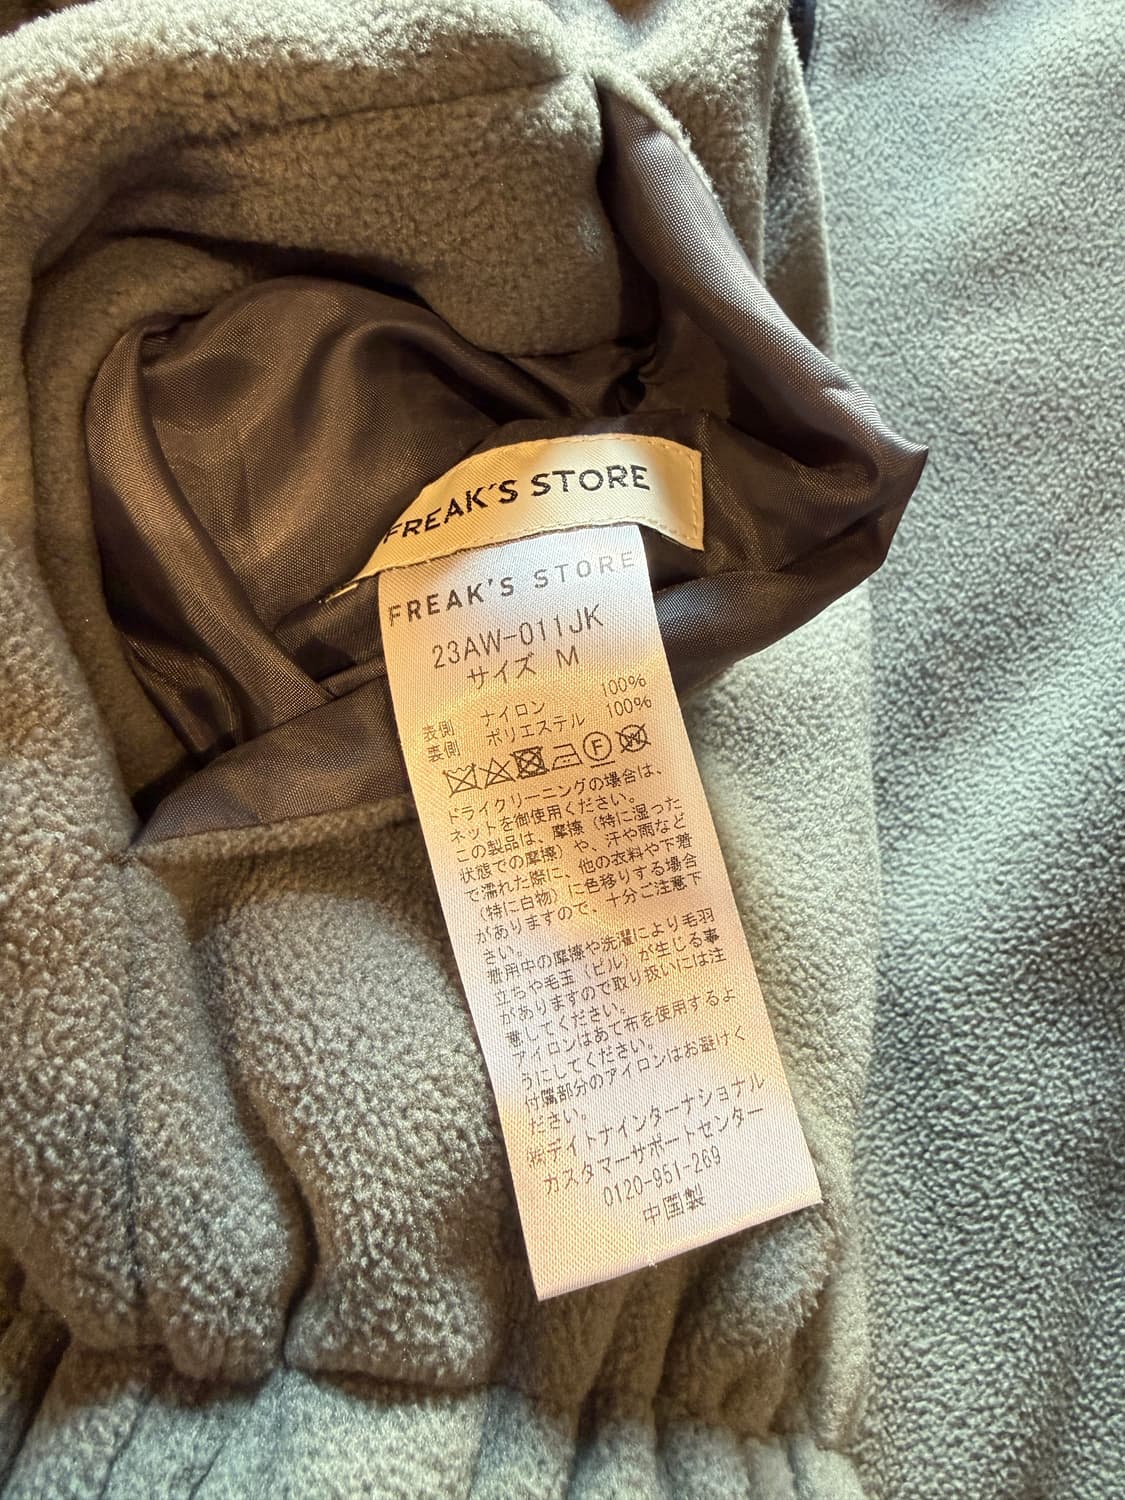 FREAK'S STORE
FREAK'S STORE
23AW-011JK
サイズ M
表側 ナイロン 100%
裏側 ポリエステル 100%
F W
ドライクリーニングの場合は、
ネットを御使用ください。
この製品は、摩擦（特に湿った
状態での摩擦）や、汗や雨など
で濡れた際に、他の衣料や下着
（特に白物）に色移りする場合
がありますので、十分ご注意下
さい。
着用中の摩擦や洗濯により毛羽
立ちや毛玉（ピル）が生じる事
がありますので取り扱いには注
意してください。
アイロンはあて布を使用するよ
うにしてください。
付属部分のアイロンはお避けく
ださい。
㈱デイトナインターナショナル
カスタマーサポートセンター
0120-951-269
中国製